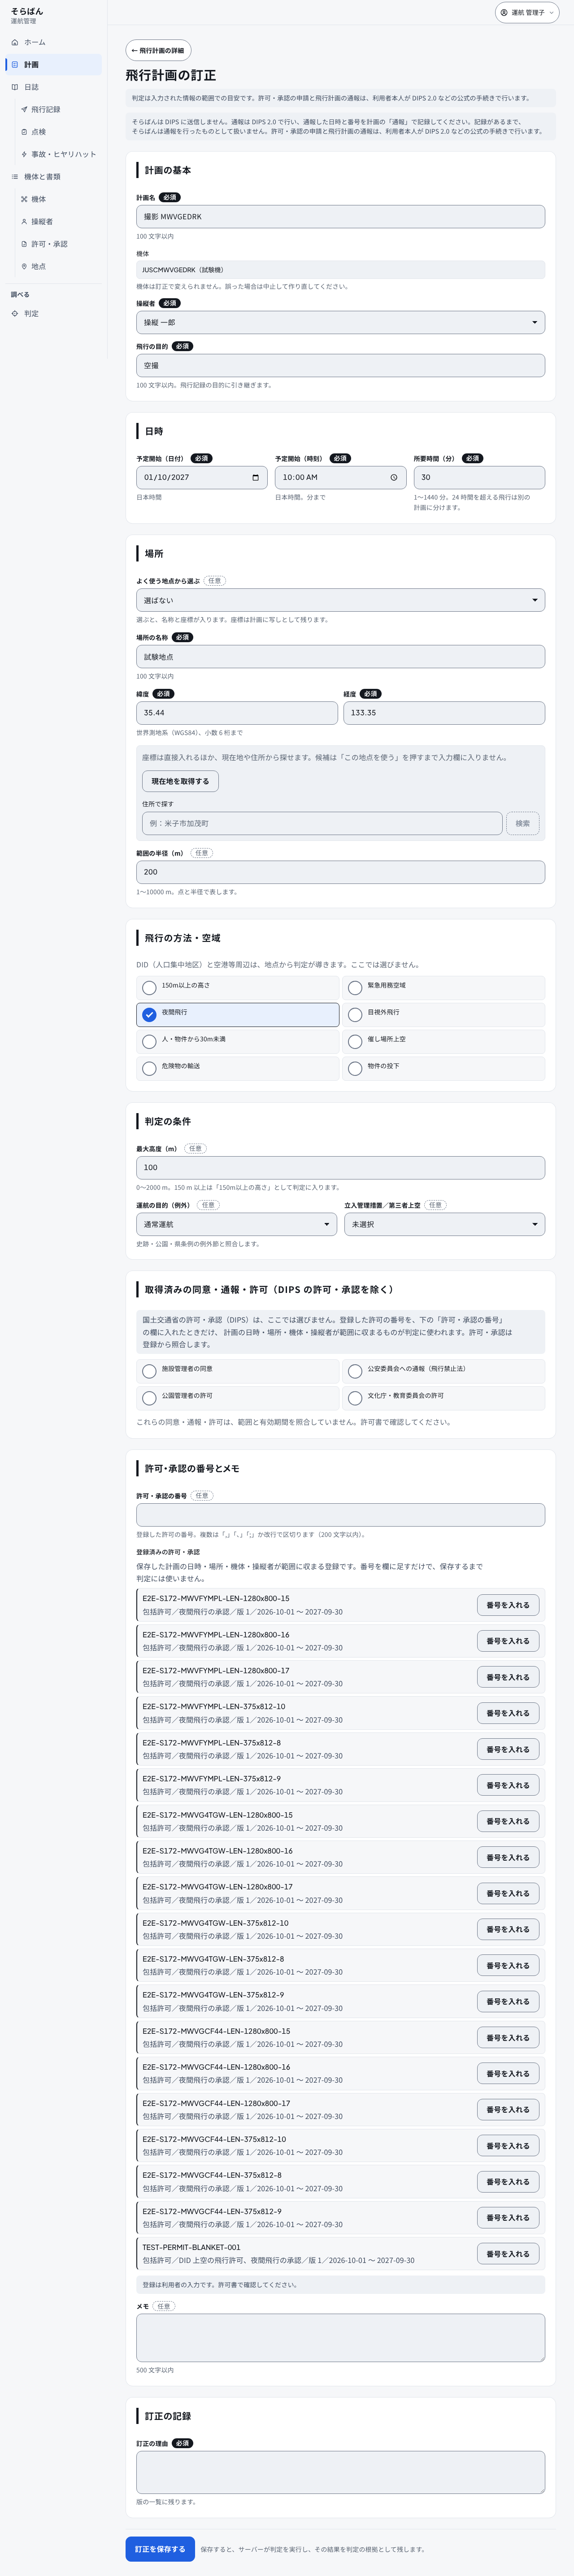 そらばん
運航管理
運航 管理子
ホーム
計画
日誌
飛行記録
点検
事故・ヒヤリハット
機体と書類
機体
操縦者
許可・承認
地点
調べる
判定
← 飛行計画の詳細
飛行計画の訂正
判定は入力された情報の範囲での目安です。許可・承認の申請と飛行計画の通報は、利用者本人が DIPS 2.0 などの公式の手続きで行います。
そらばんは DIPS に送信しません。通報は DIPS 2.0 で行い、通報した日時と番号を計画の「通報」で記録してください。記録があるまで、
そらばんは通報を行ったものとして扱いません。許可・承認の申請と飛行計画の通報は、利用者本人が DIPS 2.0 などの公式の手続きで行います。
計画の基本
計画名 必須
撮影 MWVGEDRK
100 文字以内
機体
JUSCMWVGEDRK（試験機）
機体は訂正で変えられません。誤った場合は中止して作り直してください。
操縦者 必須
操縦 一郎
飛行の目的 必須
空撮
100 文字以内。飛行記録の目的に引き継ぎます。
日時
予定開始（日付） 必須
予定開始（時刻） 必須
所要時間（分） 必須
01/10/2027
10:00 AM
30
日本時間
日本時間。分まで
1〜1440 分。24 時間を超える飛行は別の
計画に分けます。
場所
よく使う地点から選ぶ 任意
選ばない
選ぶと、名称と座標が入ります。座標は計画に写しとして残ります。
場所の名称 必須
試験地点
100 文字以内
緯度 必須
経度 必須
35.44
133.35
世界測地系（WGS84）、小数 6 桁まで
座標は直接入れるほか、現在地や住所から探せます。候補は「この地点を使う」を押すまで入力欄に入りません。
現在地を取得する
住所で探す
例：米子市加茂町
検索
範囲の半径（m） 任意
200
1〜10000 m。点と半径で表します。
飛行の方法・空域
DID（人口集中地区）と空港等周辺は、地点から判定が導きます。ここでは選びません。
150m以上の高さ
緊急用務空域
夜間飛行
目視外飛行
人・物件から30m未満
催し場所上空
危険物の輸送
物件の投下
判定の条件
最大高度（m） 任意
100
0〜2000 m。150 m 以上は「150m以上の高さ」として判定に入ります。
運航の目的（例外） 任意
立入管理措置／第三者上空 任意
通常運航
未選択
史跡・公園・県条例の例外節と照合します。
取得済みの同意・通報・許可（DIPS の許可・承認を除く）
国土交通省の許可・承認（DIPS）は、ここでは選びません。登録した許可の番号を、下の「許可・承認の番号」
の欄に入れたときだけ、 計画の日時・場所・機体・操縦者が範囲に収まるものが判定に使われます。許可・承認は
登録から照合します。
施設管理者の同意
公安委員会への通報（飛行禁止法）
公園管理者の許可
文化庁・教育委員会の許可
これらの同意・通報・許可は、範囲と有効期間を照合していません。許可書で確認してください。
許可・承認の番号とメモ
許可・承認の番号 任意
登録した許可の番号。複数は「,」「、」「;」か改行で区切ります（200 文字以内）。
登録済みの許可・承認
保存した計画の日時・場所・機体・操縦者が範囲に収まる登録です。番号を欄に足すだけで、保存するまで
判定には使いません。
E2E-S172-MWVFYMPL-LEN-1280x800-15
包括許可／夜間飛行の承認／版 1／2026-10-01 〜 2027-09-30
番号を入れる
E2E-S172-MWVFYMPL-LEN-1280x800-16
包括許可／夜間飛行の承認／版 1／2026-10-01 〜 2027-09-30
番号を入れる
E2E-S172-MWVFYMPL-LEN-1280x800-17
包括許可／夜間飛行の承認／版 1／2026-10-01 〜 2027-09-30
番号を入れる
E2E-S172-MWVFYMPL-LEN-375x812-10
包括許可／夜間飛行の承認／版 1／2026-10-01 〜 2027-09-30
番号を入れる
E2E-S172-MWVFYMPL-LEN-375x812-8
包括許可／夜間飛行の承認／版 1／2026-10-01 〜 2027-09-30
番号を入れる
E2E-S172-MWVFYMPL-LEN-375x812-9
包括許可／夜間飛行の承認／版 1／2026-10-01 〜 2027-09-30
番号を入れる
E2E-S172-MWVG4TGW-LEN-1280x800-15
包括許可／夜間飛行の承認／版 1／2026-10-01 〜 2027-09-30
番号を入れる
E2E-S172-MWVG4TGW-LEN-1280x800-16
包括許可／夜間飛行の承認／版 1／2026-10-01 〜 2027-09-30
番号を入れる
E2E-S172-MWVG4TGW-LEN-1280x800-17
包括許可／夜間飛行の承認／版 1／2026-10-01 〜 2027-09-30
番号を入れる
E2E-S172-MWVG4TGW-LEN-375x812-10
包括許可／夜間飛行の承認／版 1／2026-10-01 〜 2027-09-30
番号を入れる
E2E-S172-MWVG4TGW-LEN-375x812-8
包括許可／夜間飛行の承認／版 1／2026-10-01 〜 2027-09-30
番号を入れる
E2E-S172-MWVG4TGW-LEN-375x812-9
包括許可／夜間飛行の承認／版 1／2026-10-01 〜 2027-09-30
番号を入れる
E2E-S172-MWVGCF44-LEN-1280x800-15
包括許可／夜間飛行の承認／版 1／2026-10-01 〜 2027-09-30
番号を入れる
E2E-S172-MWVGCF44-LEN-1280x800-16
包括許可／夜間飛行の承認／版 1／2026-10-01 〜 2027-09-30
番号を入れる
E2E-S172-MWVGCF44-LEN-1280x800-17
包括許可／夜間飛行の承認／版 1／2026-10-01 〜 2027-09-30
番号を入れる
E2E-S172-MWVGCF44-LEN-375x812-10
包括許可／夜間飛行の承認／版 1／2026-10-01 〜 2027-09-30
番号を入れる
E2E-S172-MWVGCF44-LEN-375x812-8
包括許可／夜間飛行の承認／版 1／2026-10-01 〜 2027-09-30
番号を入れる
E2E-S172-MWVGCF44-LEN-375x812-9
包括許可／夜間飛行の承認／版 1／2026-10-01 〜 2027-09-30
番号を入れる
TEST-PERMIT-BLANKET-001
包括許可／DID 上空の飛行許可、夜間飛行の承認／版 1／2026-10-01 〜 2027-09-30
番号を入れる
登録は利用者の入力です。許可書で確認してください。
メモ 任意
500 文字以内
訂正の記録
訂正の理由 必須
版の一覧に残ります。
訂正を保存する
保存すると、サーバーが判定を実行し、その結果を判定の根拠として残します。